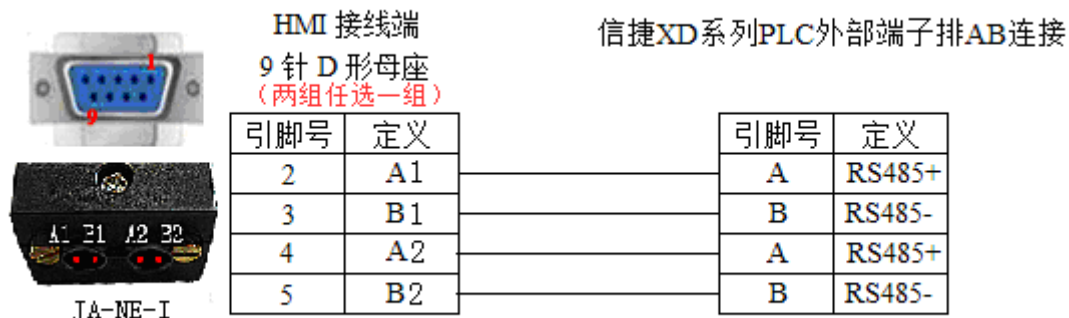 HMI 接线端
9 针 D 形母座
（两组任选一组）
信捷XD系列PLC外部端子排AB连接
1
9
引脚号 定义 引脚号 定义
2 A1 A RS485+
3 B1 B RS485-
4 A2 A RS485+
5 B2 B RS485-
A1 B1 A2 B2
JA-NE-I